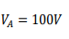 V_A = 100V